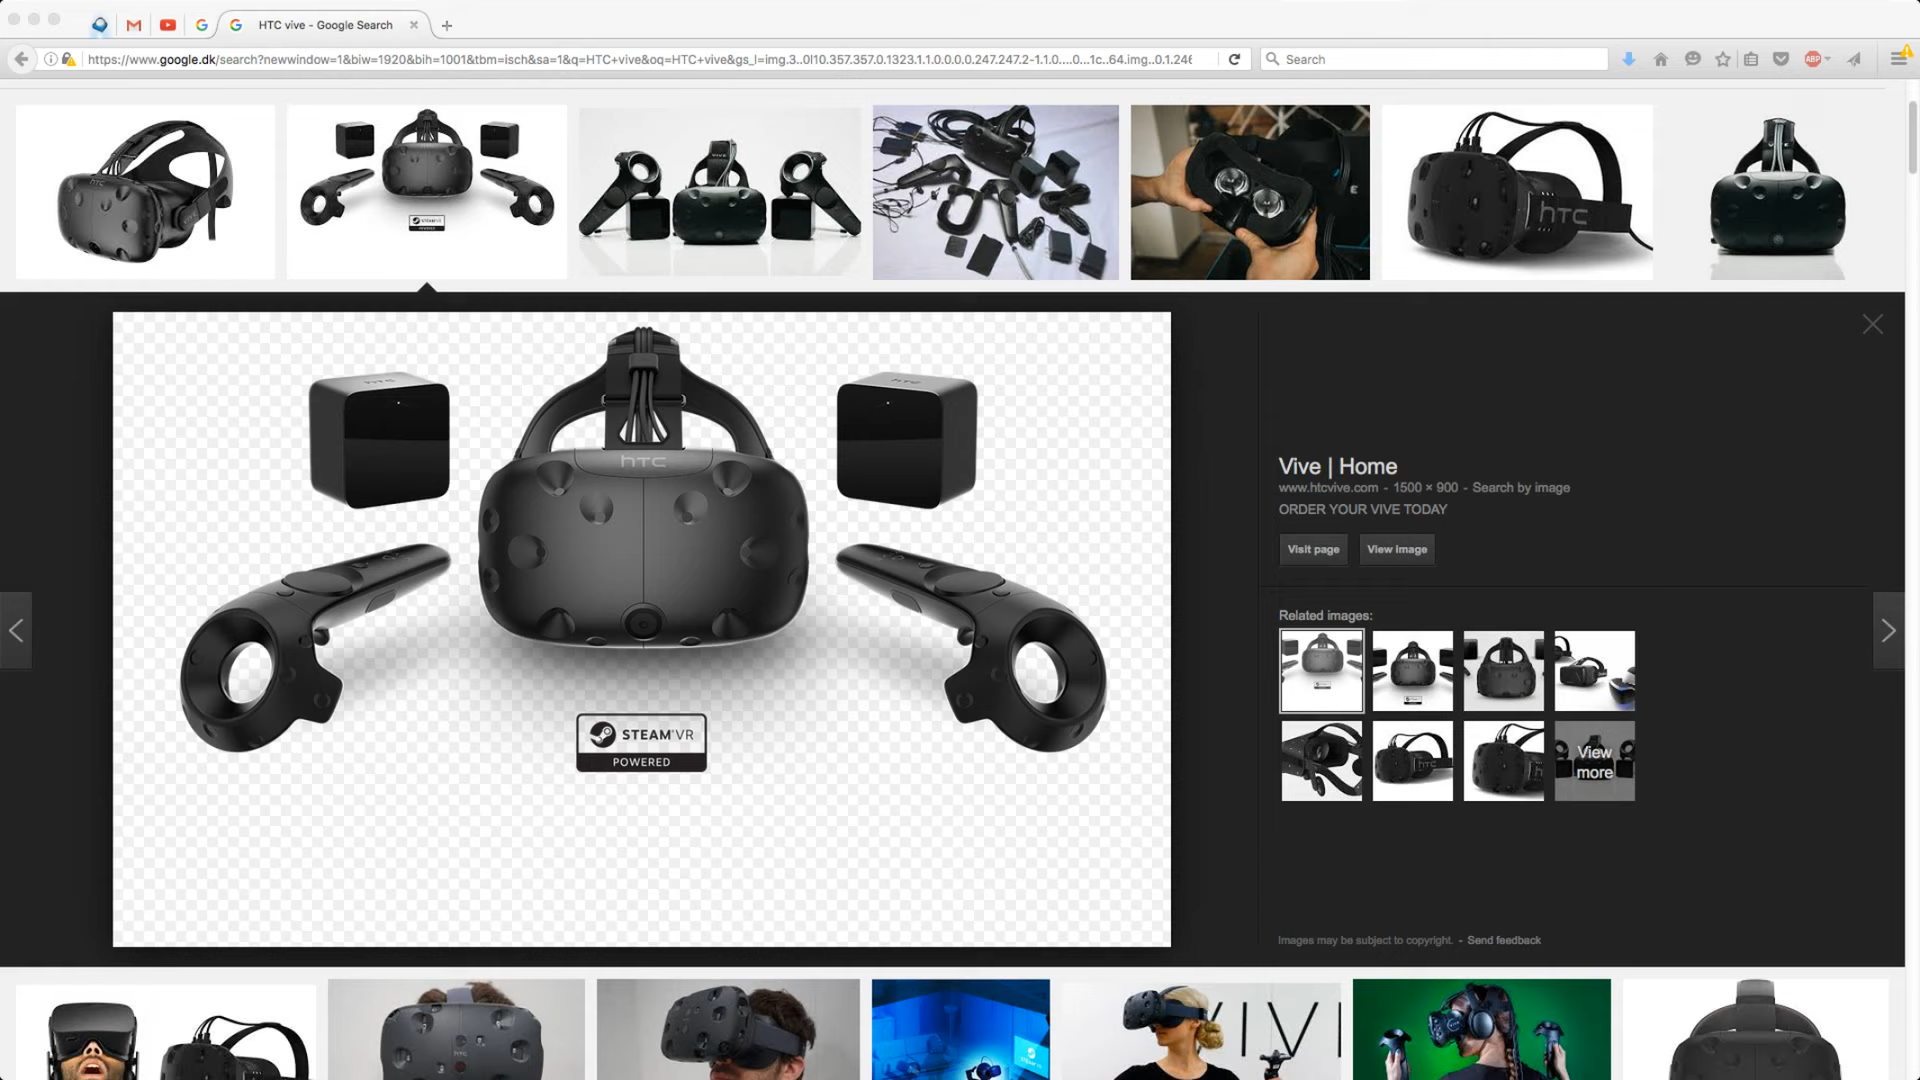 HTC vive - Google Search
https://www.google.dk/search?newwindow=1&biw=1920&bih=1001&tbm=isch&sa=1&q=HTC+vive&oq=HTC+vive&gs_l=img.3..0l10.357.357.0.1323.1.1.0.0.0.0.247.247.2-1.1.0....0...1c..64.img..0.1.246
Search
ABP
htc
STEAM VR
POWERED
Vive | Home
www.htcvive.com - 1500 × 900 - Search by image
ORDER YOUR VIVE TODAY
Visit page
View image
Related images:
View more
Images may be subject to copyright. - Send feedback
VIVE